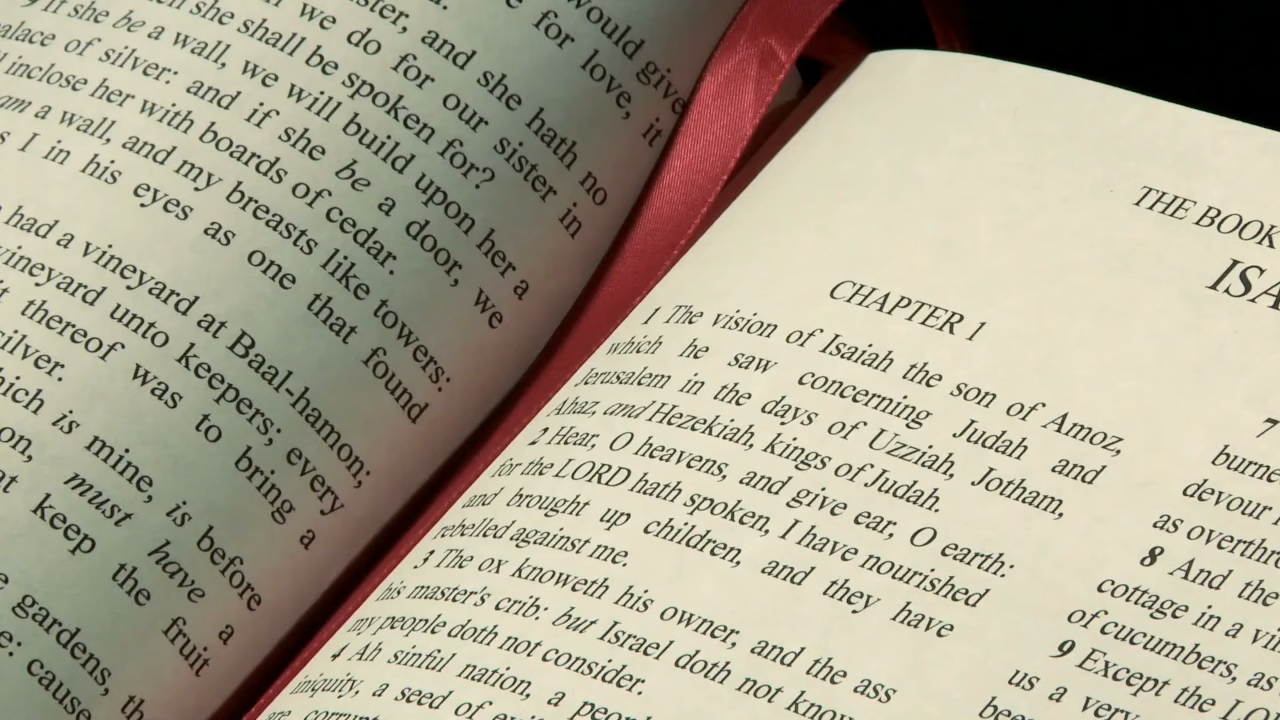 would give
for love, it
ster, and she hath no
we do for our sister in
she shall be spoken for?
if she be a wall, we will build upon her a
palace of silver: and if she be a door, we
inclose her with boards of cedar.
am a wall, and my breasts like towers:
I in his eyes as one that found
had a vineyard at Baal-hamon;
vineyard unto keepers; every
thereof was to bring a
silver.
is mine, is before
must have a
keep the fruit
gardens,
cause
THE BOOK
ISA
CHAPTER 1
1 The vision of Isaiah the son of Amoz,
which he saw concerning Judah and
Jerusalem in the days of Uzziah, Jotham,
Ahaz, and Hezekiah, kings of Judah.
2 Hear, O heavens, and give ear, O earth:
for the LORD hath spoken, I have nourished
and brought up children, and they have
rebelled against me.
3 The ox knoweth his owner, and the ass
his master's crib: but Israel doth not know
my people doth not consider.
4 Ah sinful nation, a
iniquity, a seed of
7
burne
devour
as overthr
8 And the
cottage in a
of cucumbers, as
9 Except the
us a very